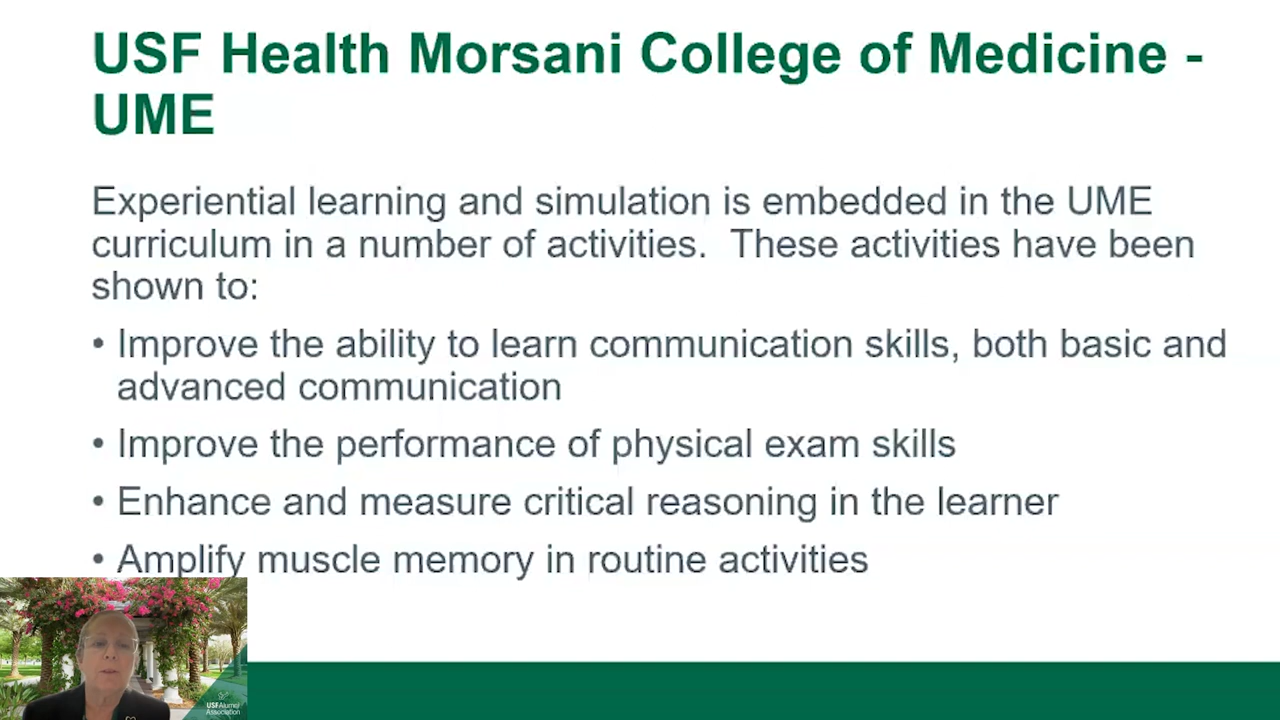 USF Health Morsani College of Medicine -
UME
Experiential learning and simulation is embedded in the UME
curriculum in a number of activities.  These activities have been
shown to:
• Improve the ability to learn communication skills, both basic and
advanced communication
• Improve the performance of physical exam skills
• Enhance and measure critical reasoning in the learner
• Amplify muscle memory in routine activities
USF Alumni
Association